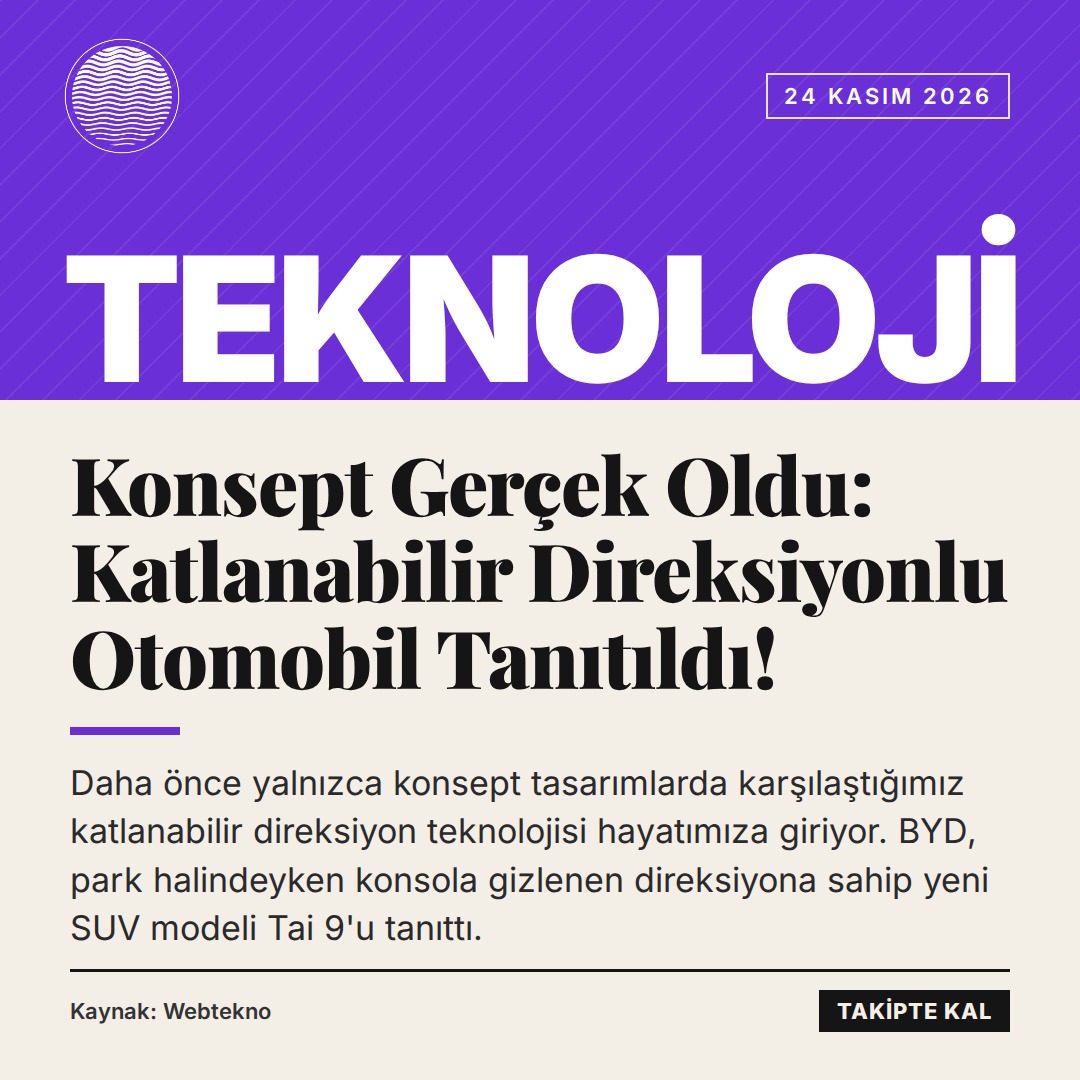 24 KASIM 2026
TEKNOLOJİ
Konsept Gerçek Oldu:
Katlanabilir Direksiyonlu
Otomobil Tanıtıldı!
Daha önce yalnızca konsept tasarımlarda karşılaştığımız
katlanabilir direksiyon teknolojisi hayatımıza giriyor. BYD,
park halindeyken konsola gizlenen direksiyona sahip yeni
SUV modeli Tai 9'u tanıttı.
Kaynak: Webtekno
TAKİPTE KAL